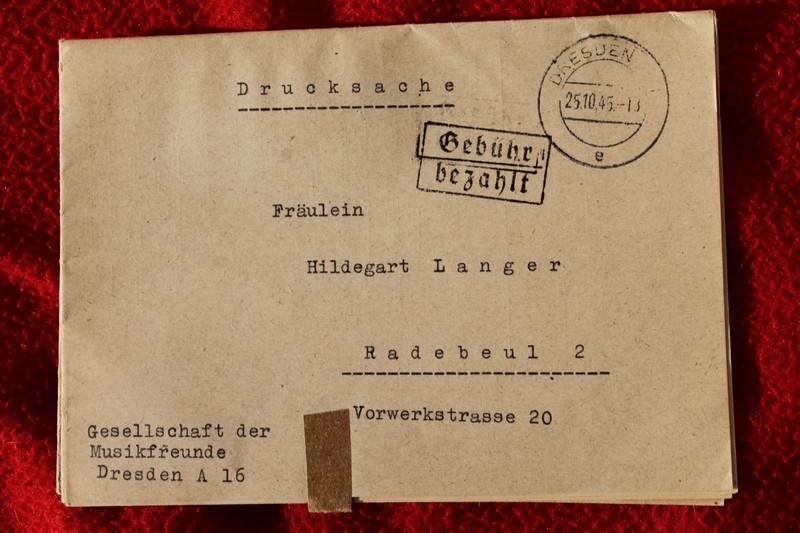 Drucksache
DRESDEN
25.10.45.-13
e
Gebühr
bezahlt
Fräulein
Hildegart Langer
Radebeul 2
Vorwerkstrasse 20
Gesellschaft der
Musikfreunde
Dresden A 16